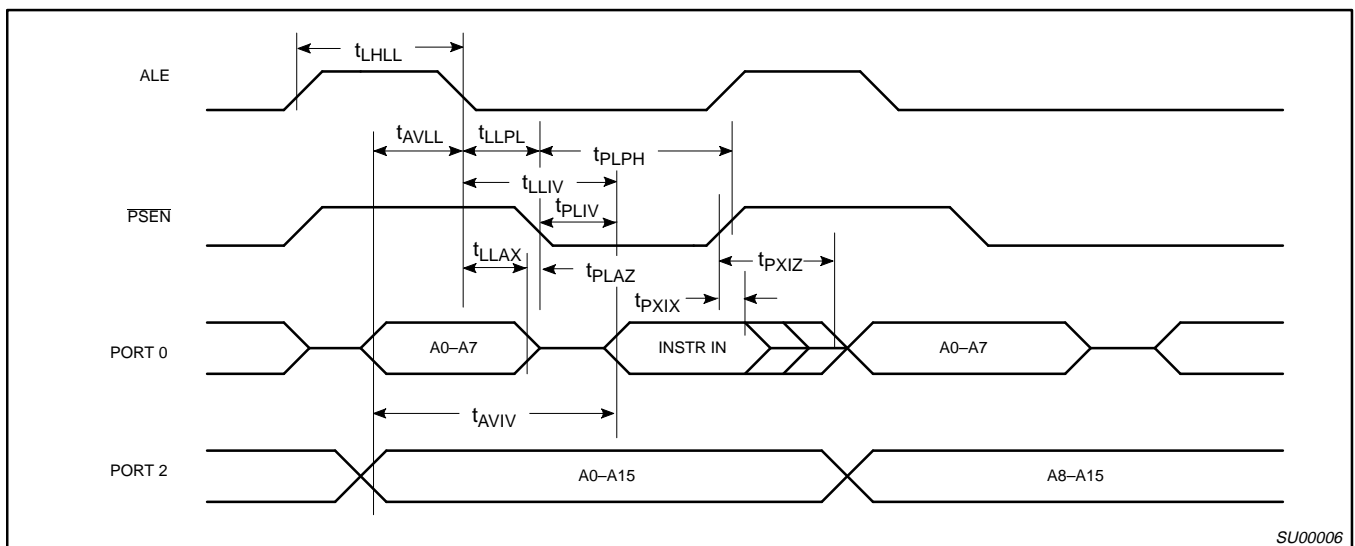 tLHLL
ALE
tAVLL tLLPL tPLPH
tLLIV
PSEN
tPLIV
tLLAX
tPLAZ
tPXIZ
tPXIX
PORT 0 A0–A7 INSTR IN A0–A7
tAVIV
PORT 2 A0–A15 A8–A15
SU00006